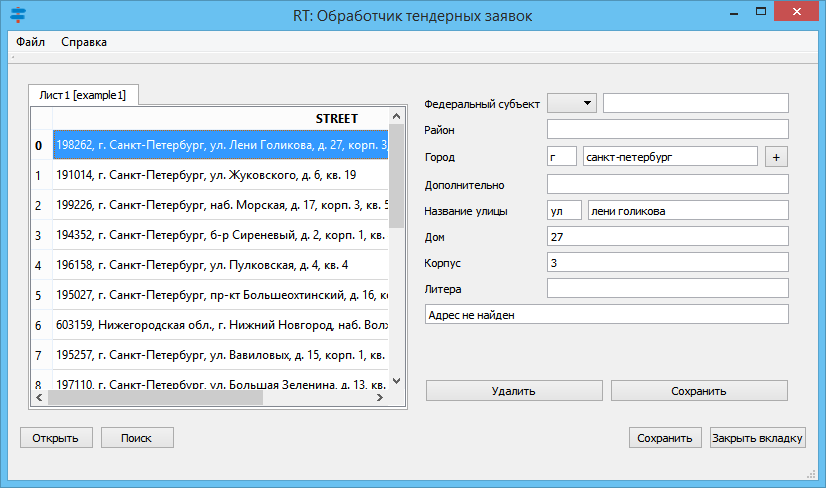 RT: Обработчик тендерных заявок
Файл Справка
Лист1 [example1]
STREET
0 198262, г. Санкт-Петербург, ул. Лени Голикова, д. 27, корп. 3,
1 191014, г. Санкт-Петербург, ул. Жуковского, д. 6, кв. 19
2 199226, г. Санкт-Петербург, наб. Морская, д. 17, корп. 3, кв. 5
3 194352, г. Санкт-Петербург, б-р Сиреневый, д. 2, корп. 1, кв.
4 196158, г. Санкт-Петербург, ул. Пулковская, д. 4, кв. 4
5 195027, г. Санкт-Петербург, пр-кт Большеохтинский, д. 16,
6 603159, Нижегородская обл., г. Нижний Новгород, наб.
7 195257, г. Санкт-Петербург, ул. Вавиловых, д. 15, корп. 1, кв.
8 197110, г. Санкт-Петербург, ул. Большая Зеленина, д. 13, кв.
Федеральный субъект
Район
Город г санкт-петербург +
Дополнительно
Название улицы ул лени голикова
Дом 27
Корпус 3
Литера
Адрес не найден
Удалить Сохранить
Открыть Поиск Сохранить Закрыть вкладку